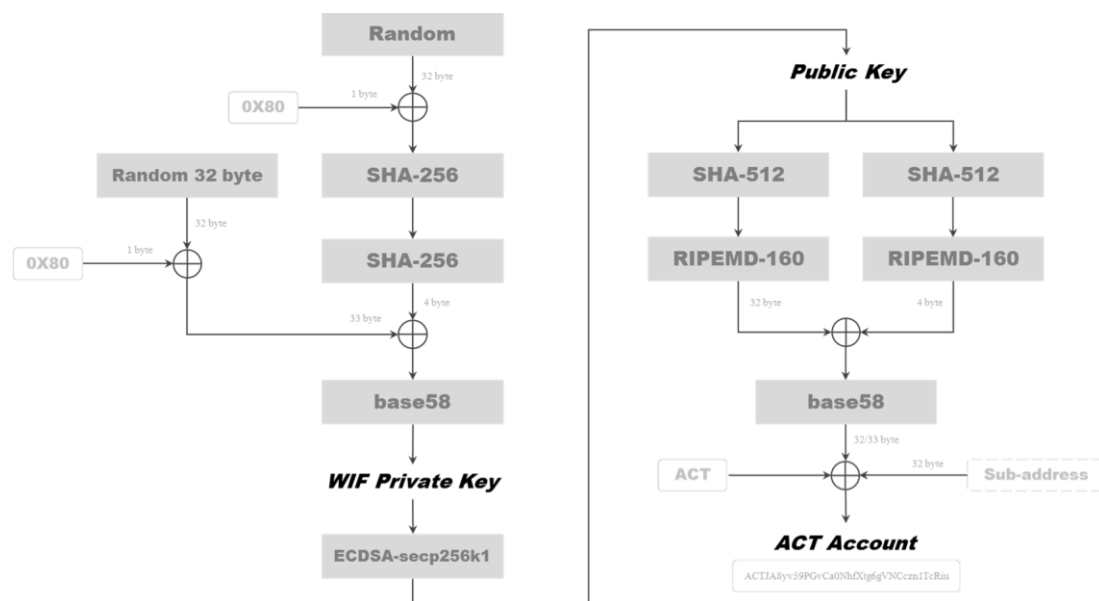 Random
32 byte
0X80
1 byte
Random 32 byte
SHA-256
32 byte
0X80
1 byte
SHA-256
4 byte
33 byte
base58
WIF Private Key
ECDSA-secp256k1
Public Key
SHA-512 SHA-512
RIPEMD-160 RIPEMD-160
32 byte 4 byte
base58
32/33 byte
ACT
32 byte
Sub-address
ACT Account